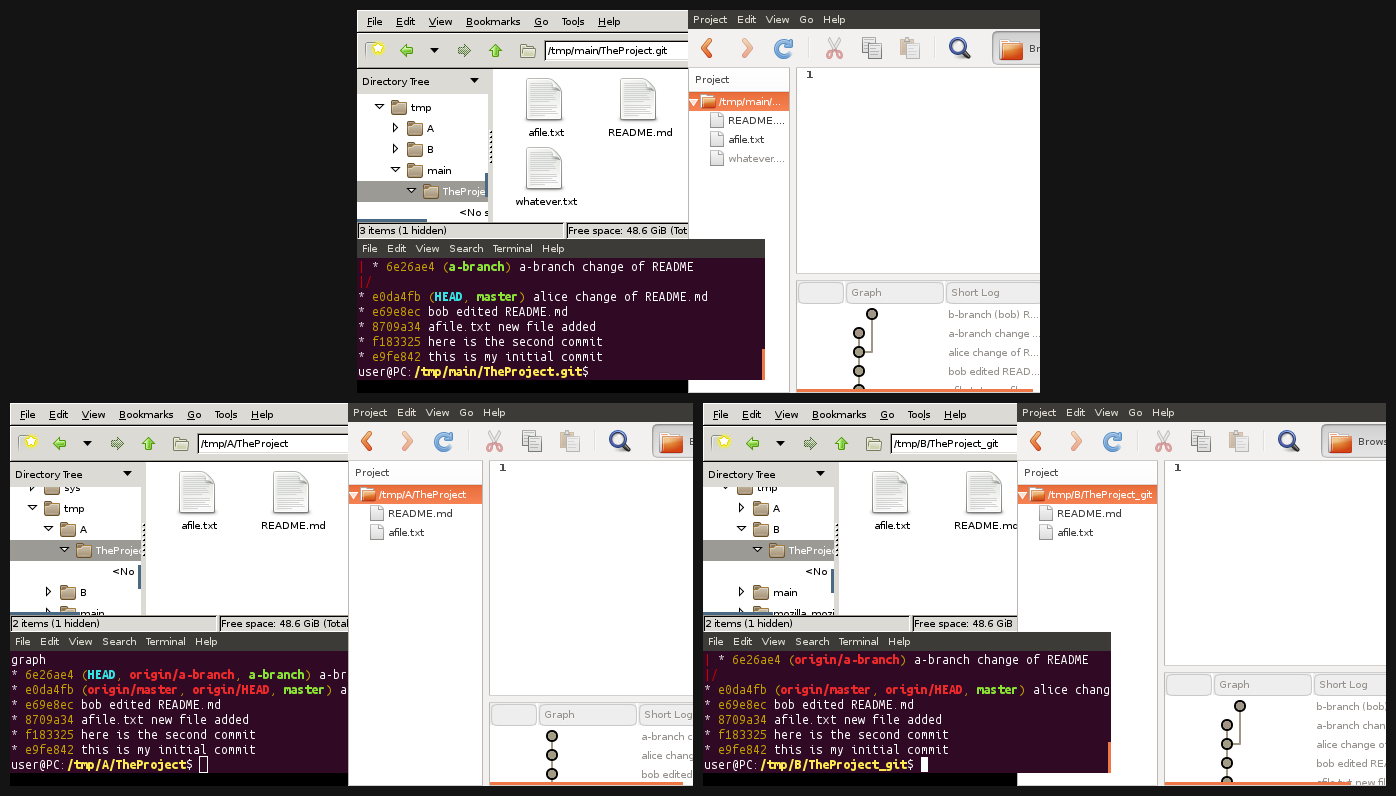 File Edit View Bookmarks Go Tools Help
Project Edit View Go Help
/tmp/main/TheProject.git
Directory Tree
tmp
A
B
main
TheProje
<No s
afile.txt
README.md
whatever.txt
3 items (1 hidden)
Free space: 48.6 GiB (Tot
Project
/tmp/main/...
README....
afile.txt
whatever....
1
Graph
Short Log
b-branch (bob) R...
a-branch change ...
alice change of R...
bob edited READ...
File Edit View Search Terminal Help
| * 6e26ae4 (a-branch) a-branch change of README
|/
* e0da4fb (HEAD, master) alice change of README.md
* e69e8ec bob edited README.md
* 8709a34 afile.txt new file added
* f183325 here is the second commit
* e9fe842 this is my initial commit
user@PC:/tmp/main/TheProject.git$
File Edit View Bookmarks Go Tools Help
Project Edit View Go Help
/tmp/A/TheProject
Directory Tree
sys
tmp
A
TheProjec
<No
B
main
afile.txt
README.md
2 items (1 hidden)
Free space: 48.6 GiB (Total
Project
/tmp/A/TheProject
README.md
afile.txt
1
Graph
Short Log
a-branch c
alice chang
bob edited
File Edit View Search Terminal Help
graph
* 6e26ae4 (HEAD, origin/a-branch, a-branch) a-br
* e0da4fb (origin/master, origin/HEAD, master) a
* e69e8ec bob edited README.md
* 8709a34 afile.txt new file added
* f183325 here is the second commit
* e9fe842 this is my initial commit
user@PC:/tmp/A/TheProject$
File Edit View Bookmarks Go Tools Help
Project Edit View Go Help
/tmp/B/TheProject_git
Brows
Directory Tree
tmp
A
B
TheProjec
<No
main
mozilla_mozi
afile.txt
README.md
2 items (1 hidden)
Free space: 48.6 GiB
Project
/tmp/B/TheProject_git
README.md
afile.txt
1
Graph
Short Log
b-branch (bob)
a-branch chan
alice change o
bob edited REA
afile.txt new fil
File Edit View Search Terminal Help
| * 6e26ae4 (origin/a-branch) a-branch change of README
|/
* e0da4fb (origin/master, origin/HEAD, master) alice chang
* e69e8ec bob edited README.md
* 8709a34 afile.txt new file added
* f183325 here is the second commit
* e9fe842 this is my initial commit
user@PC:/tmp/B/TheProject_git$